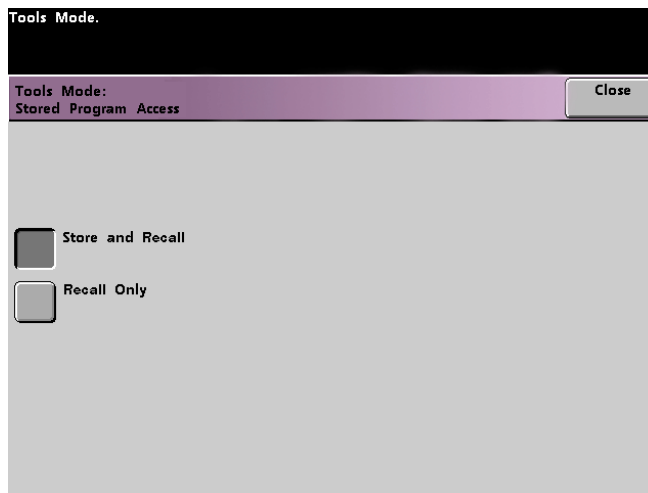 Tools Mode.
Tools Mode:
Stored Program Access
Close
Store and Recall
Recall Only